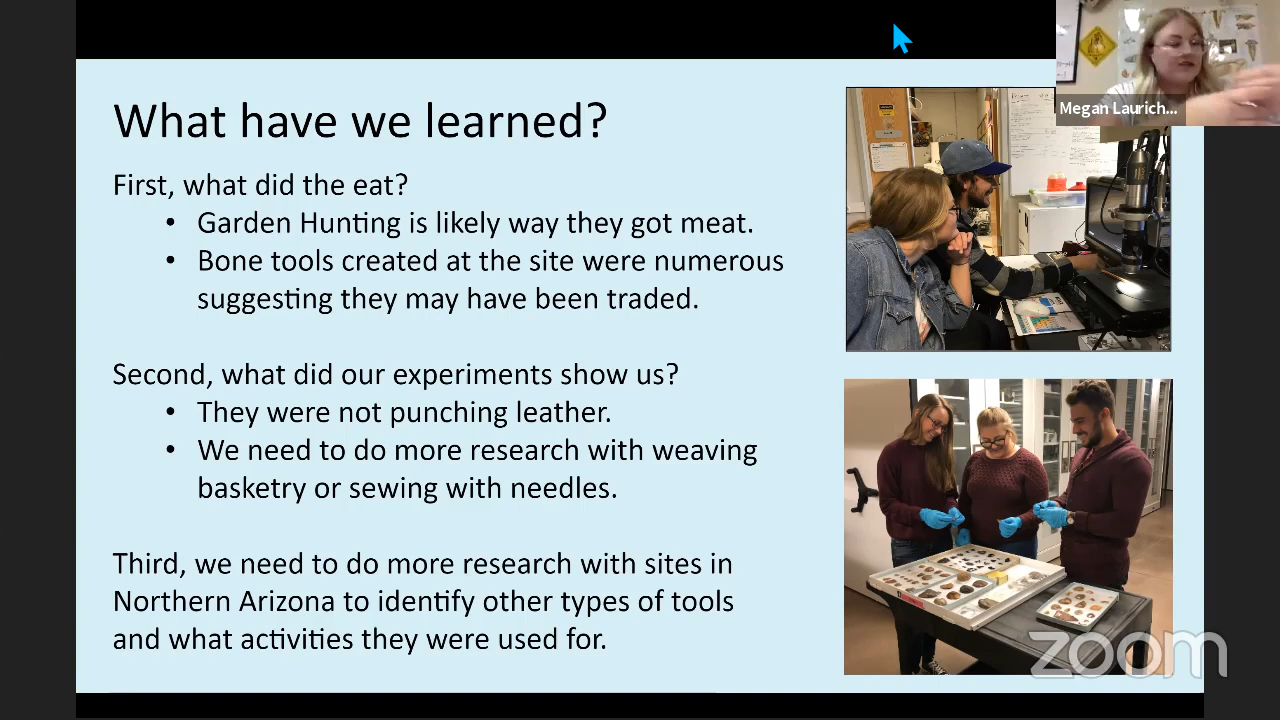 What have we learned?
First, what did the eat?
• Garden Hunting is likely way they got meat.
• Bone tools created at the site were numerous
suggesting they may have been traded.
Second, what did our experiments show us?
• They were not punching leather.
• We need to do more research with weaving
basketry or sewing with needles.
Third, we need to do more research with sites in
Northern Arizona to identify other types of tools
and what activities they were used for.
Megan Laurich...
zoom